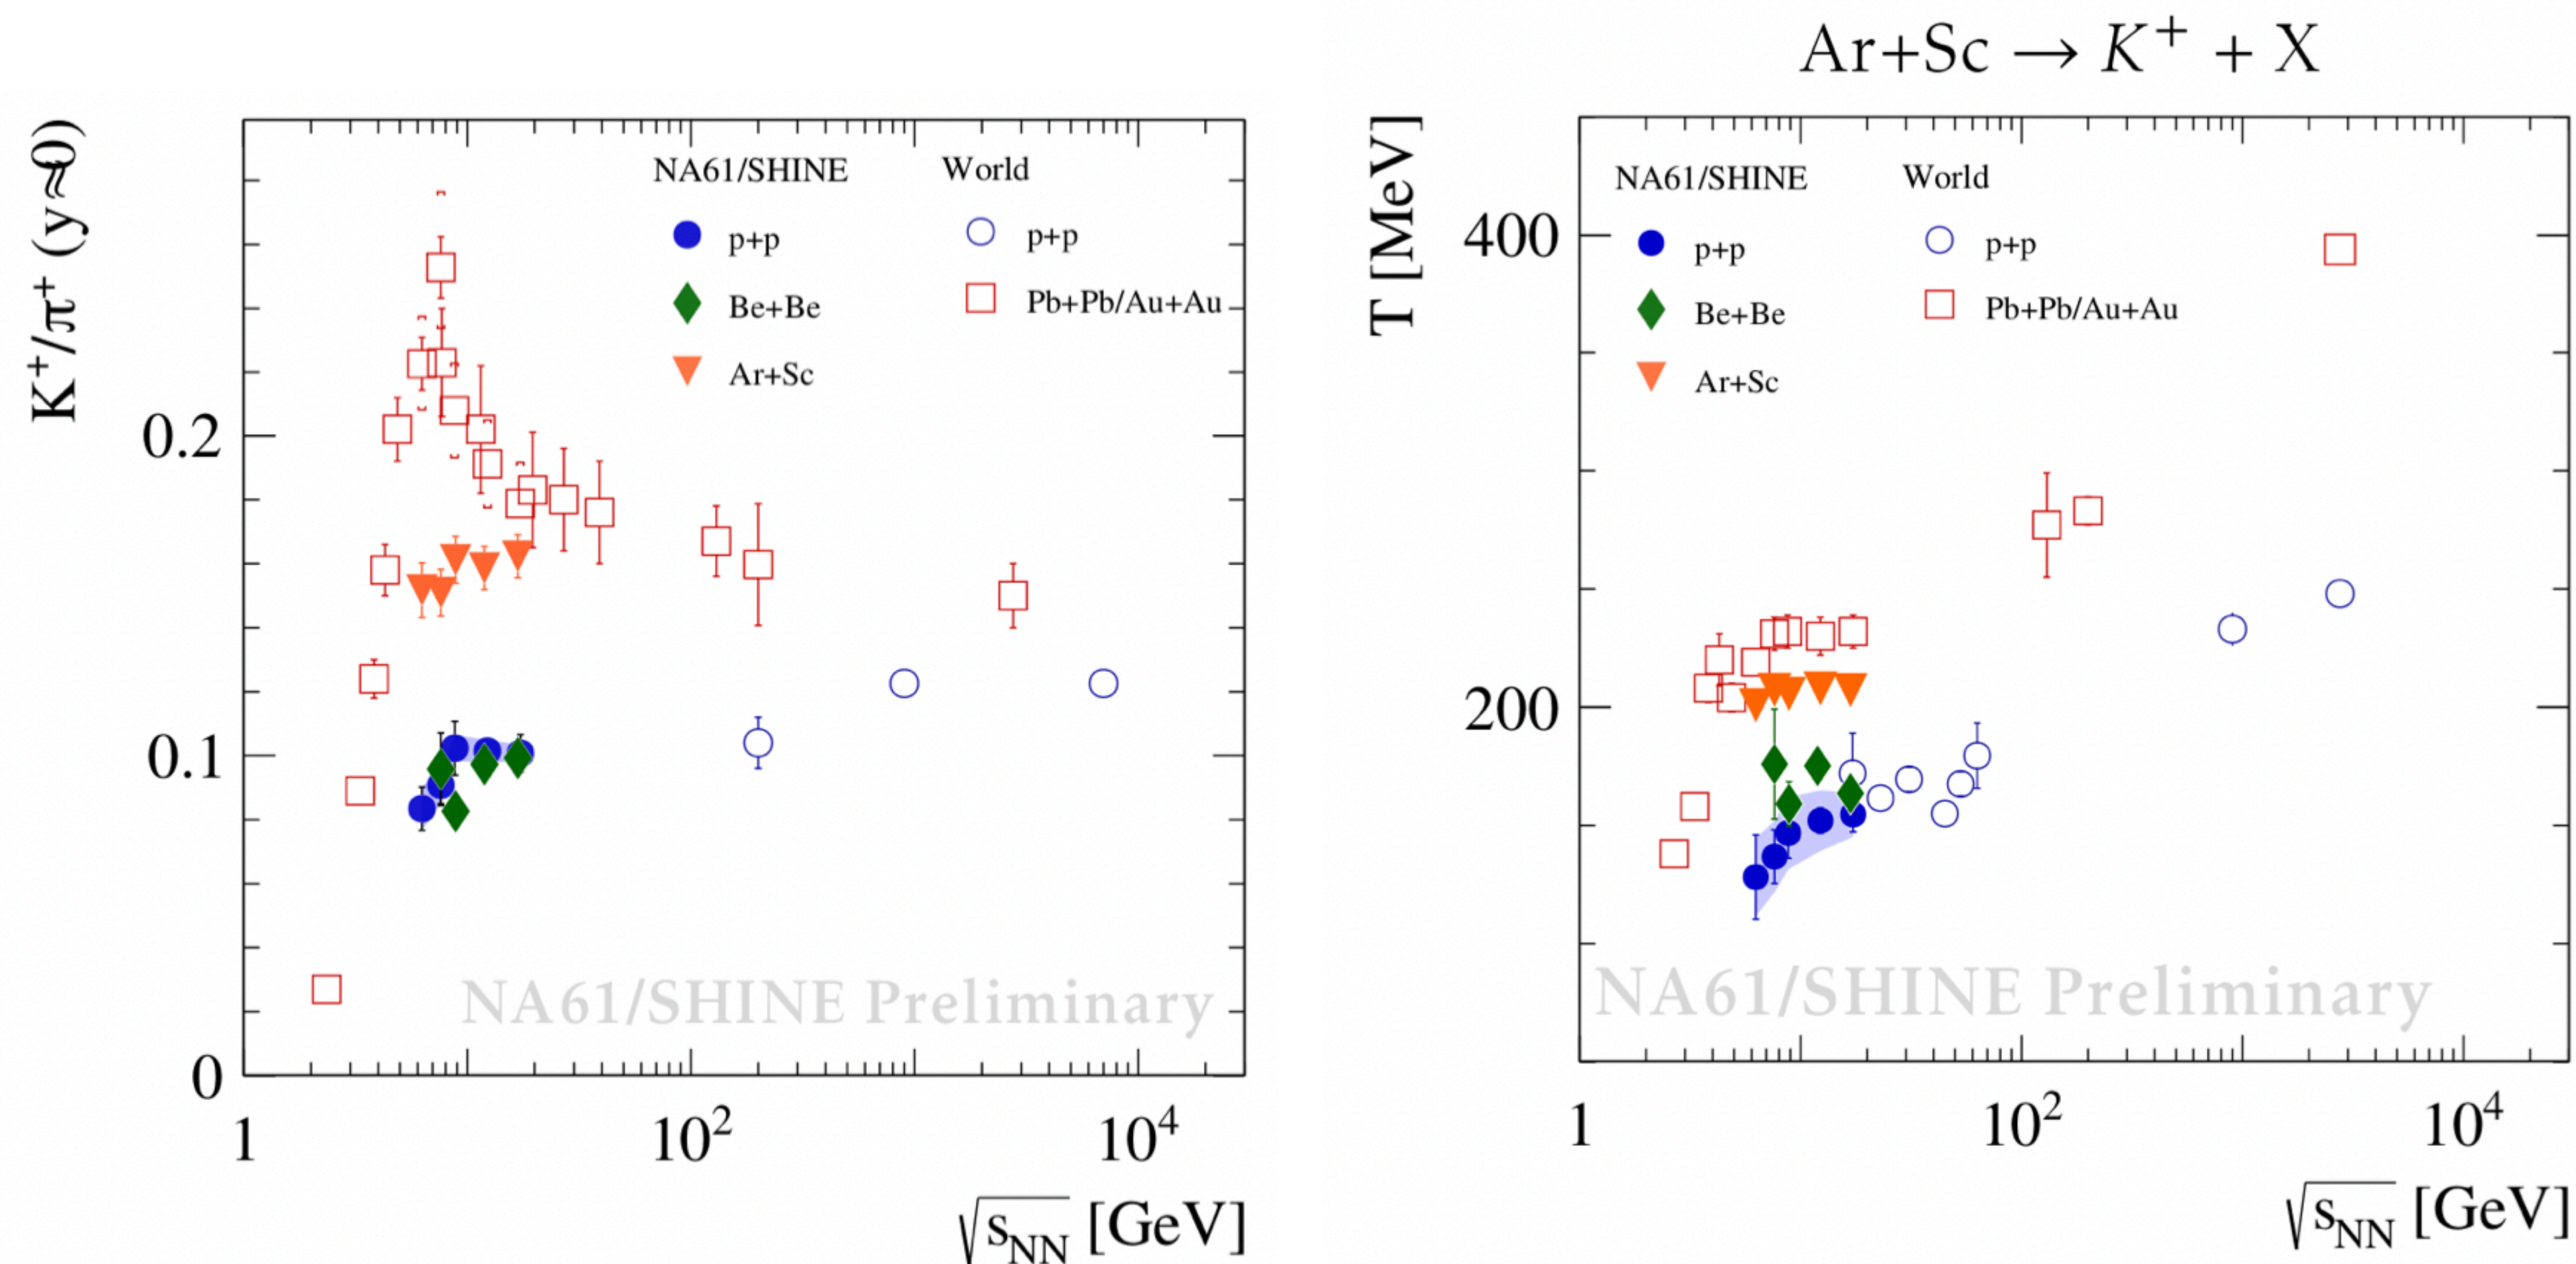 Ar+Sc → K⁺ + X
K⁺/π⁺ (y≈0)
NA61/SHINE World
p+p p+p
Be+Be Pb+Pb/Au+Au
Ar+Sc
0.2
0.1
0
NA61/SHINE Preliminary
1 10² 10⁴
√sNN [GeV]
T [MeV]
NA61/SHINE World
p+p p+p
Be+Be Pb+Pb/Au+Au
Ar+Sc
400
200
NA61/SHINE Preliminary
1 10² 10⁴
√sNN [GeV]